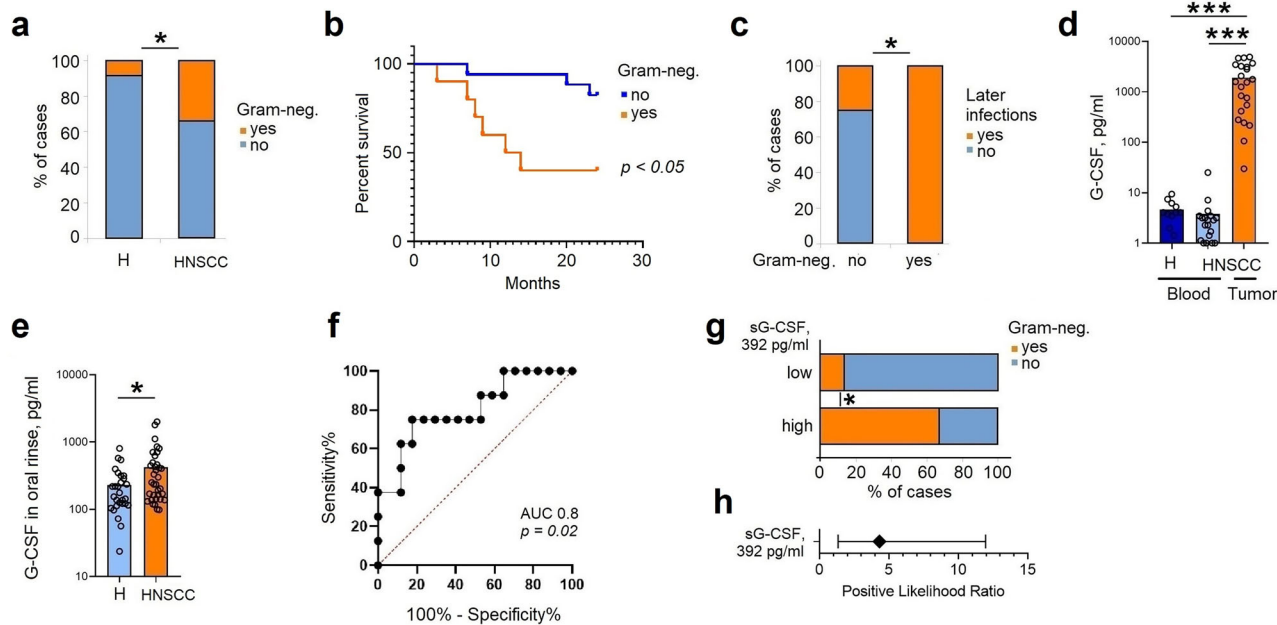 a
*
100
80
60
40
20
0
% of cases
H
HNSCC
Gram-neg.
yes
no
b
100
50
0
Percent survival
0
10
20
30
Months
Gram-neg.
no
yes
p < 0.05
c
*
100
80
60
40
20
0
% of cases
Gram-neg.
no
yes
Later
infections
yes
no
d
***
***
10000
1000
100
10
1
G-CSF, pg/ml
H
HNSCC
Blood
Tumor
e
*
10000
1000
100
10
G-CSF in oral rinse, pg/ml
H
HNSCC
f
100
80
60
40
20
0
Sensitivity%
0
20
40
60
80
100
100% - Specificity%
AUC 0.8
p = 0.02
g
sG-CSF,
392 pg/ml
low
*
high
0
20
40
60
80
100
% of cases
Gram-neg.
yes
no
h
sG-CSF,
392 pg/ml
0
5
10
15
Positive Likelihood Ratio